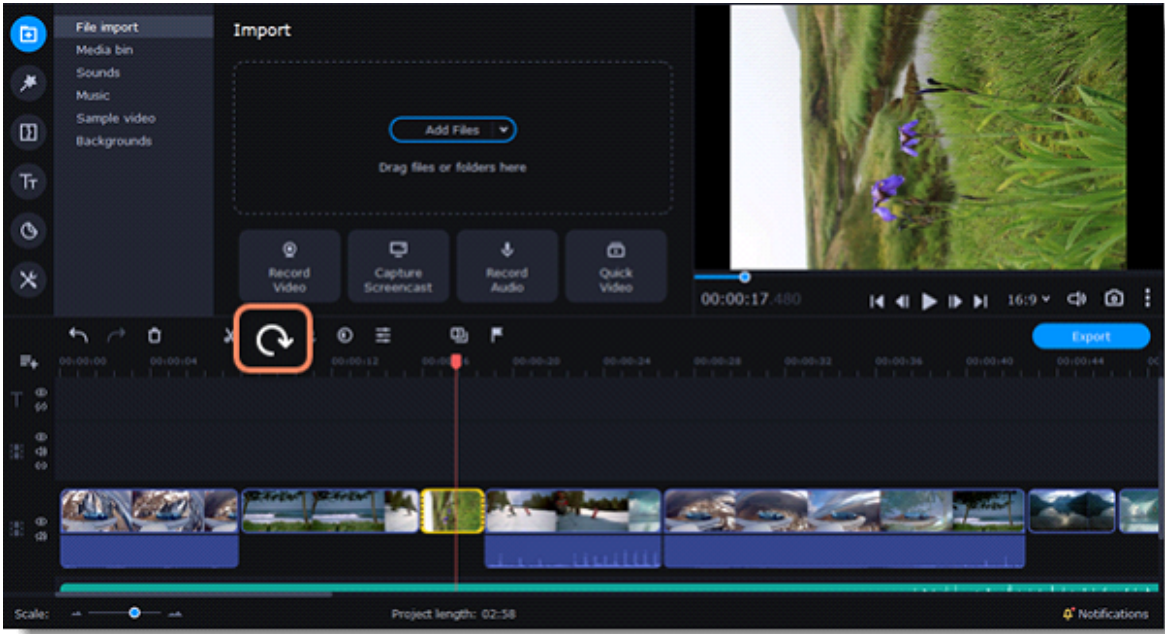 File import
Media bin
Sounds
Music
Sample video
Backgrounds
Import
Add Files
Drag files or folders here
Record Video
Capture Screencast
Record Audio
Quick Video
00:00:17.480
16:9
Export
00:00:00 00:00:04 00:00:12 00:00:20 00:00:24 00:00:28 00:00:32 00:00:36 00:00:40 00:00:44
Scale:
Project length: 02:58
Notifications